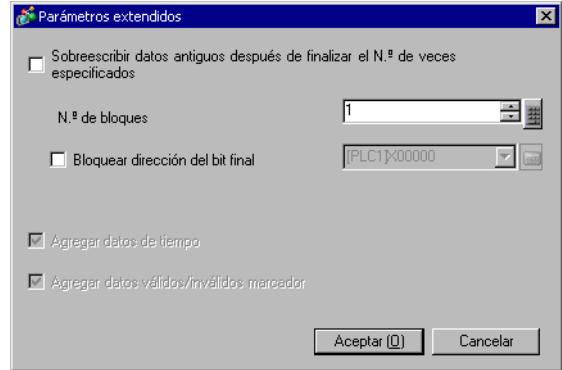 Parámetros extendidos
Sobreescribir datos antiguos después de finalizar el N.º de veces
especificados
N.º de bloques
1
Bloquear dirección del bit final
[PLC1]X00000
Agregar datos de tiempo
Agregar datos válidos/inválidos marcador
Aceptar (O)
Cancelar